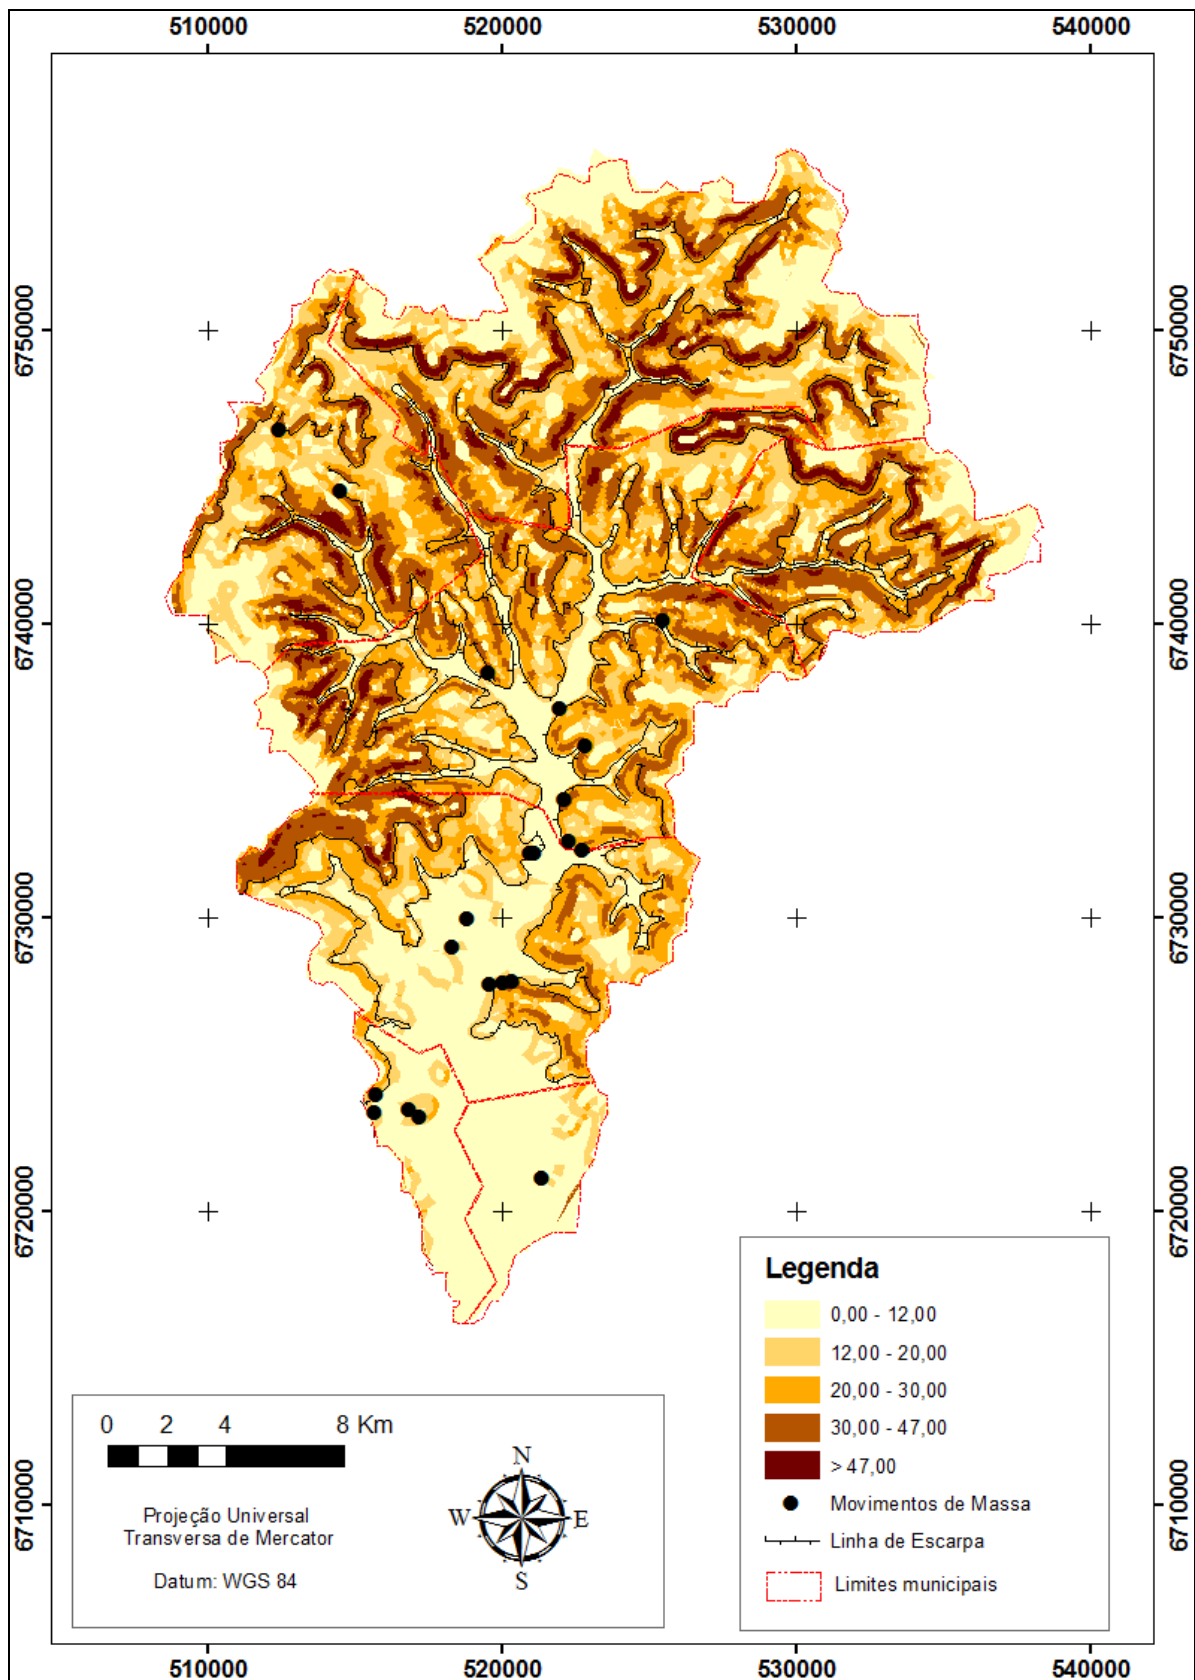 510000 520000 530000 540000
6750000 6750000
6740000 6740000
6730000 6730000
6720000 6720000
6710000 6710000
Legenda
0,00 - 12,00
12,00 - 20,00
20,00 - 30,00
30,00 - 47,00
> 47,00
Movimentos de Massa
Linha de Escarpa
Limites municipais
0 2 4 8 Km
Projeção Universal
Transversa de Mercator
Datum: WGS 84
N
W E
S
510000 520000 530000 540000